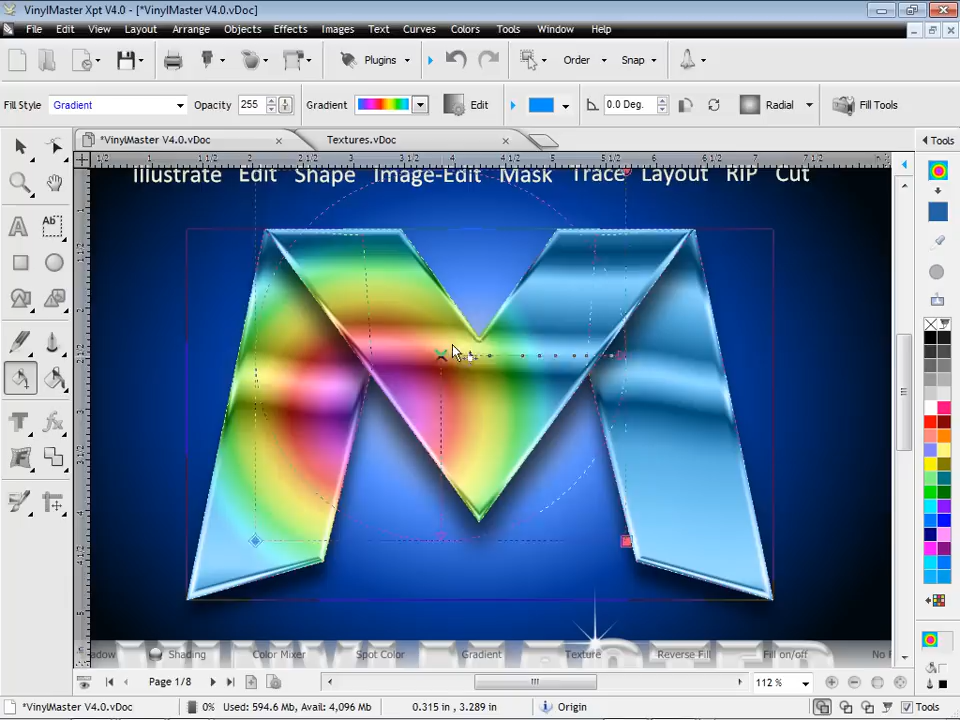 VinylMaster Xpt V4.0 - [*VinylMaster V4.0.vDoc]
File Edit View Layout Arrange Objects Effects Images Text Curves Colors Tools Window Help
Plugins Order Snap
Fill Style Gradient Opacity 255 Gradient Edit 0.0 Deg. Radial Fill Tools
*VinylMaster V4.0.vDoc Textures.vDoc Tools
Illustrate Edit Shape Image-Edit Mask Trace Layout RIP Cut
adow Shading Color Mixer Spot Color Gradient Texture Reverse Fill Fill on/off No F
Page 1/8 112 %
*VinylMaster V4.0.vDoc 0% Used: 594.6 Mb, Avail: 4,096 Mb 0.315 in , 3.289 in Origin Tools